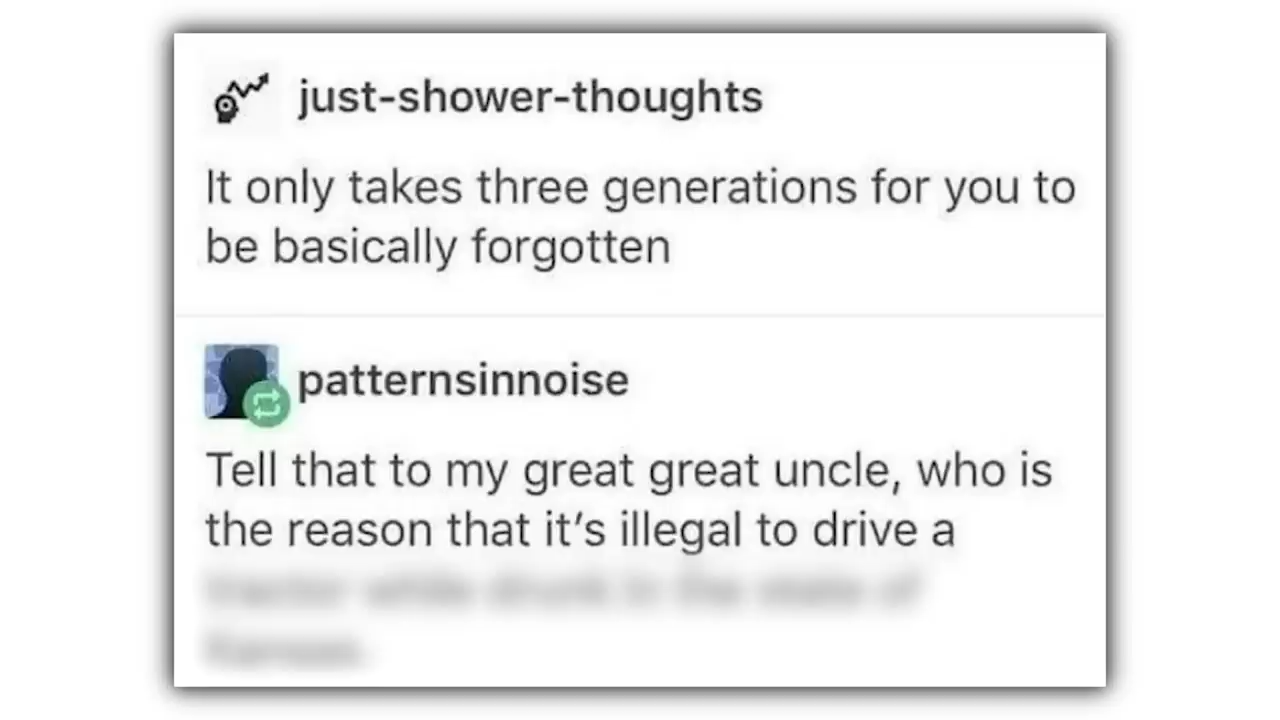 just-shower-thoughts
It only takes three generations for you to
be basically forgotten
patternsinnoise
Tell that to my great great uncle, who is
the reason that it’s illegal to drive a